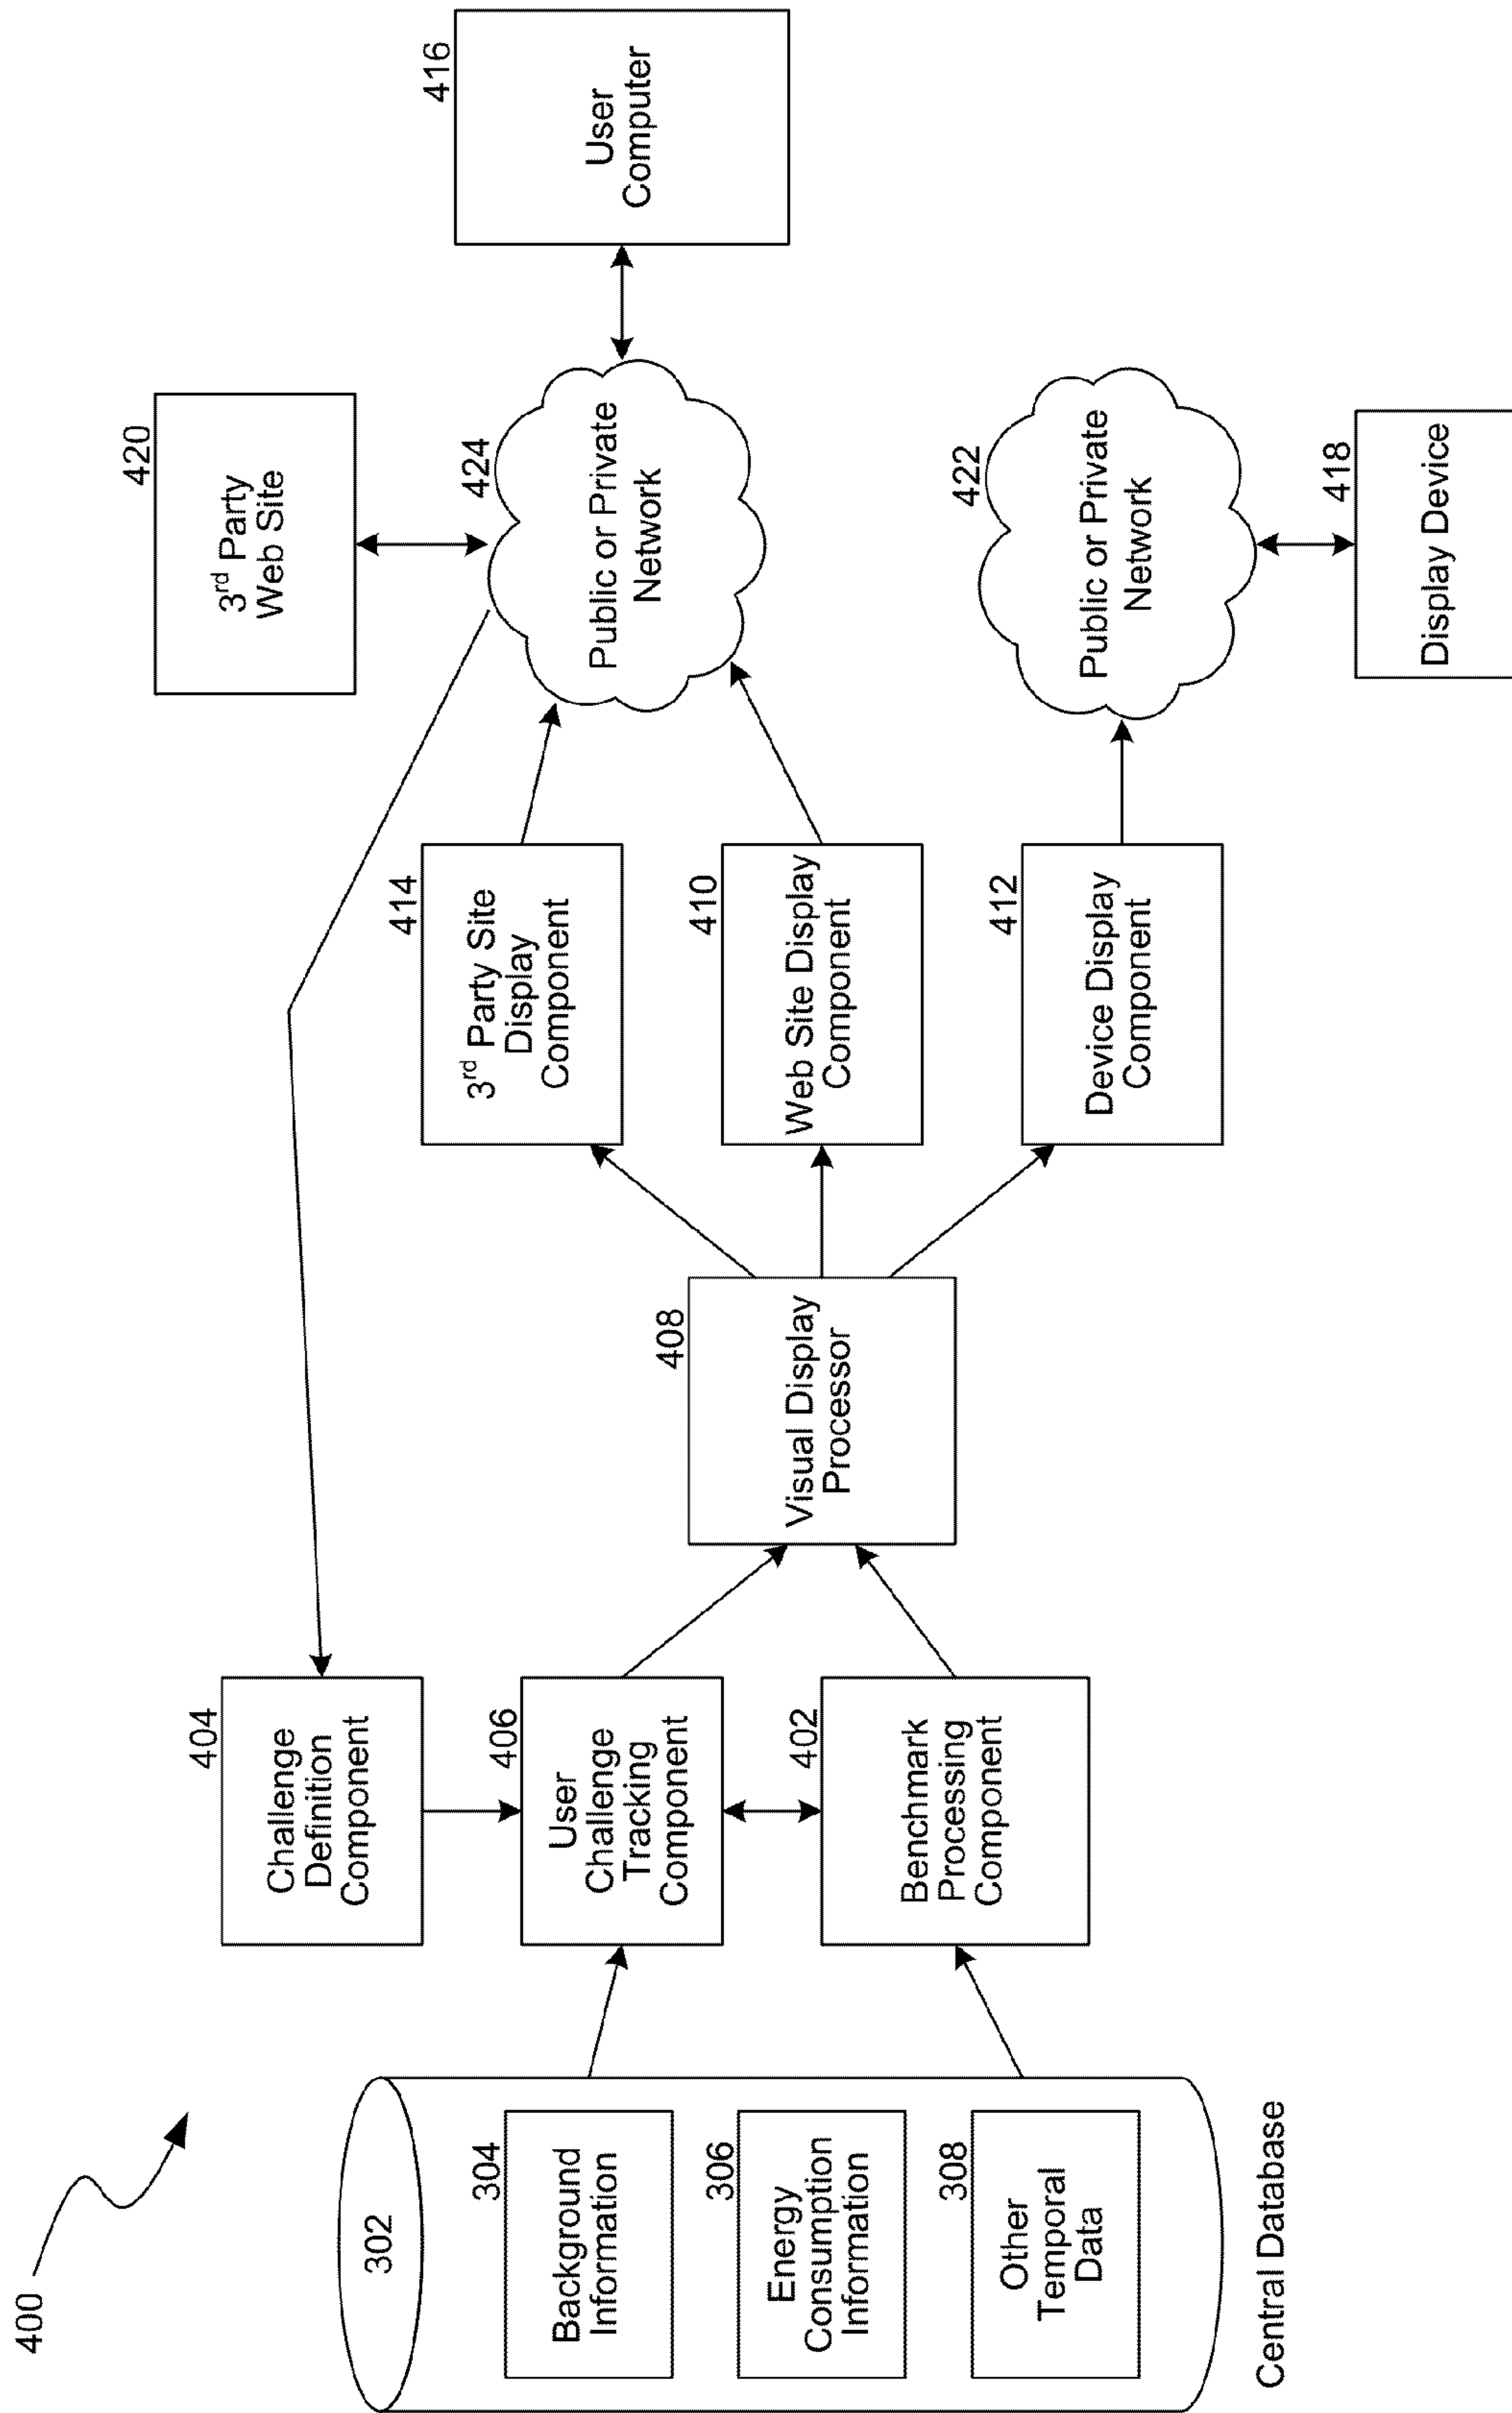 400
302
304
Background
Information
306
Energy
Consumption
Information
308
Other
Temporal
Data
Central Database
404
Challenge
Definition
Component
406
User
Challenge
Tracking
Component
402
Benchmark
Processing
Component
408
Visual Display
Processor
414
3rd Party Site
Display
Component
410
Web Site Display
Component
412
Device Display
Component
420
3rd Party
Web Site
424
Public or Private
Network
422
Public or Private
Network
416
User
Computer
418
Display Device